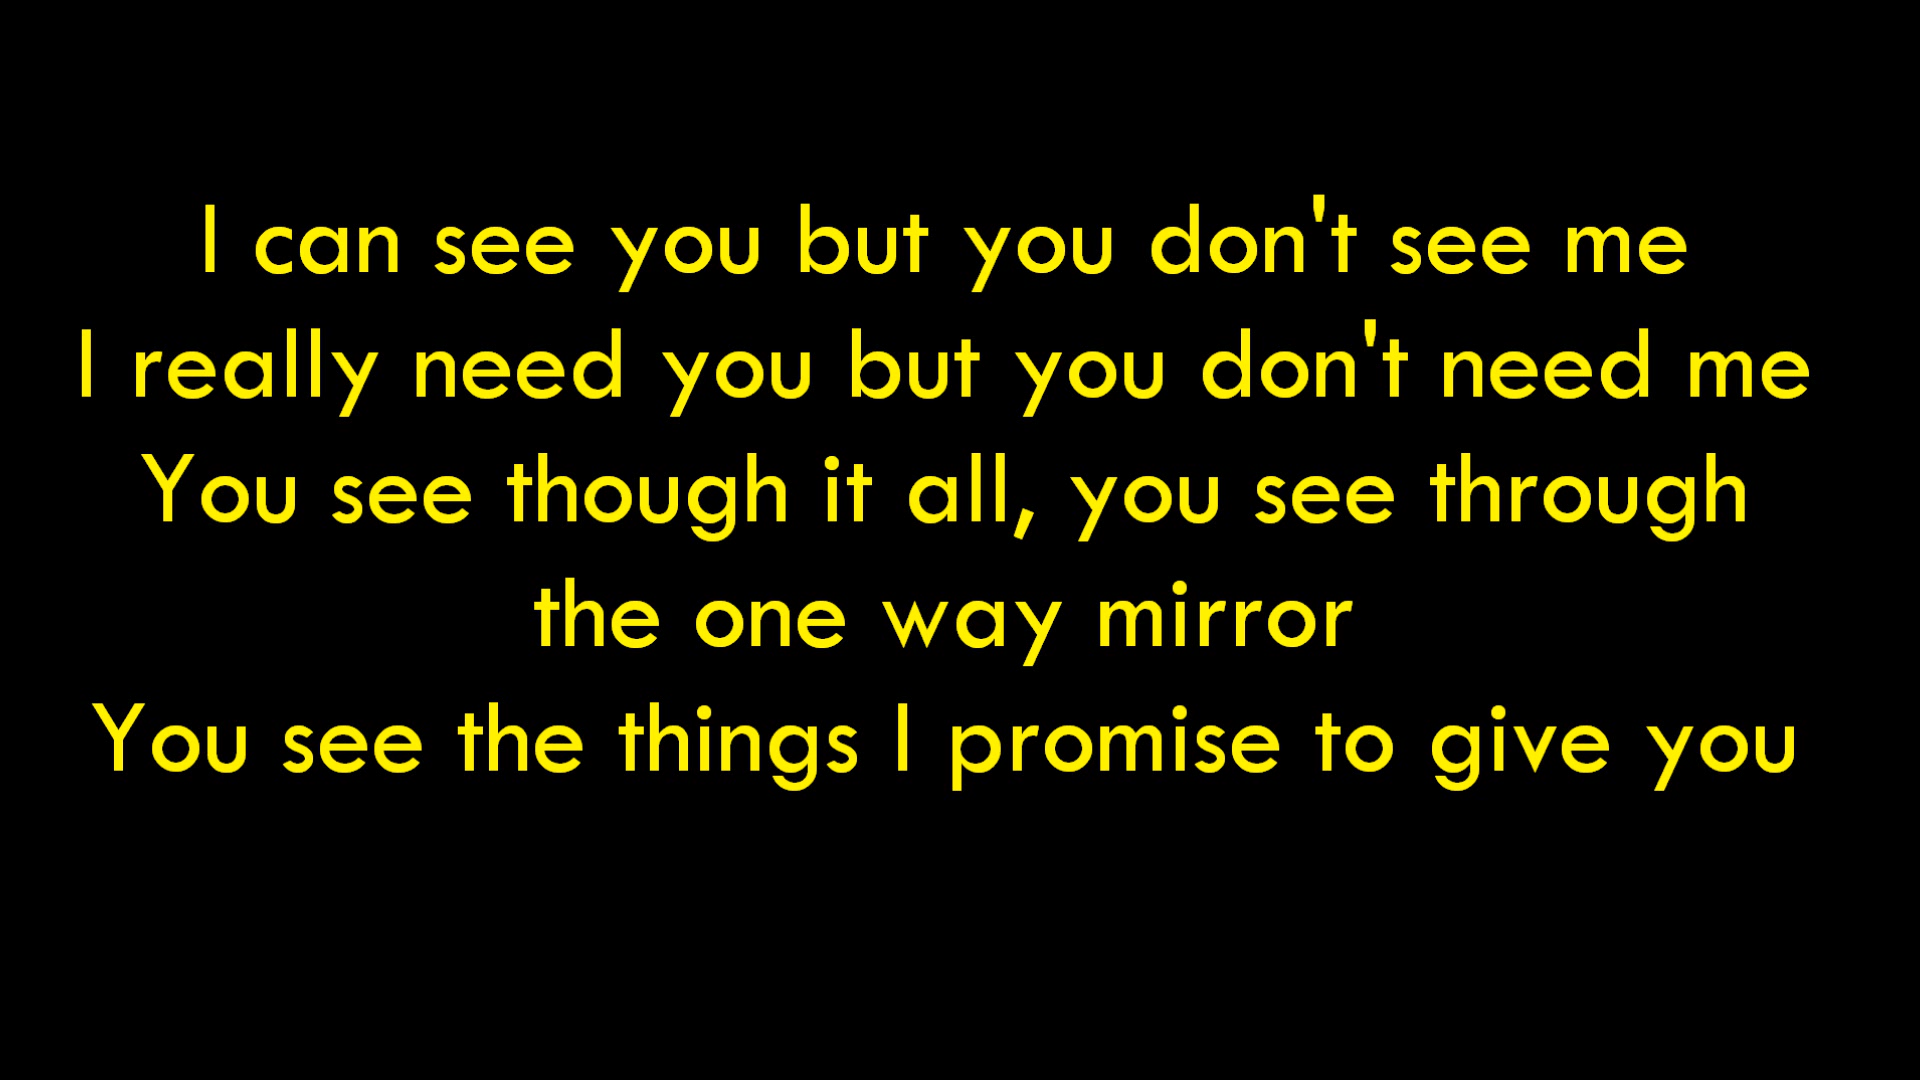 I can see you but you don't see me
I really need you but you don't need me
You see though it all, you see through
the one way mirror
You see the things I promise to give you